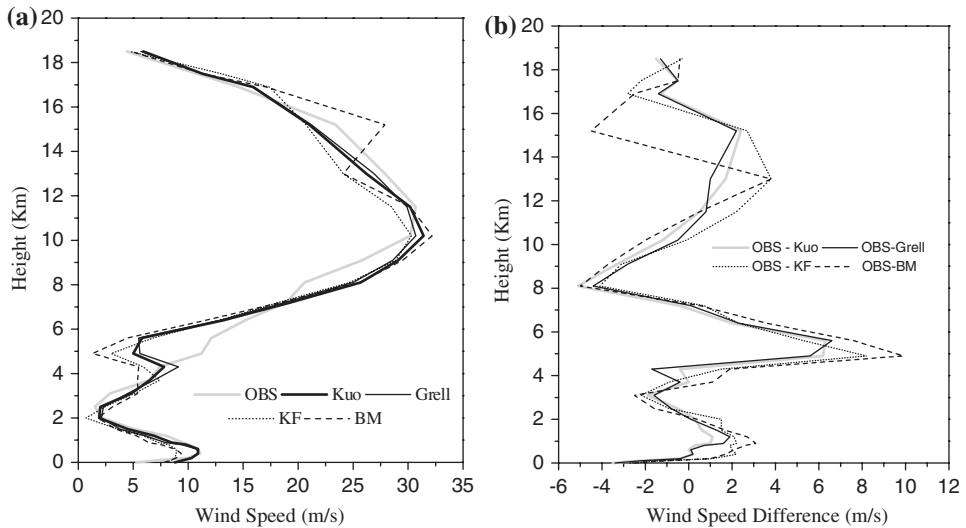 (a)
20
18
16
14
12
10
8
6
4
2
0
Height (Km)
OBS Kuo Grell
KF BM
0 5 10 15 20 25 30 35
Wind Speed (m/s)
(b)
20
18
16
14
12
10
8
6
4
2
0
Height (Km)
OBS - Kuo OBS-Grell
OBS - KF OBS-BM
-6 -4 -2 0 2 4 6 8 10 12
Wind Speed Difference (m/s)